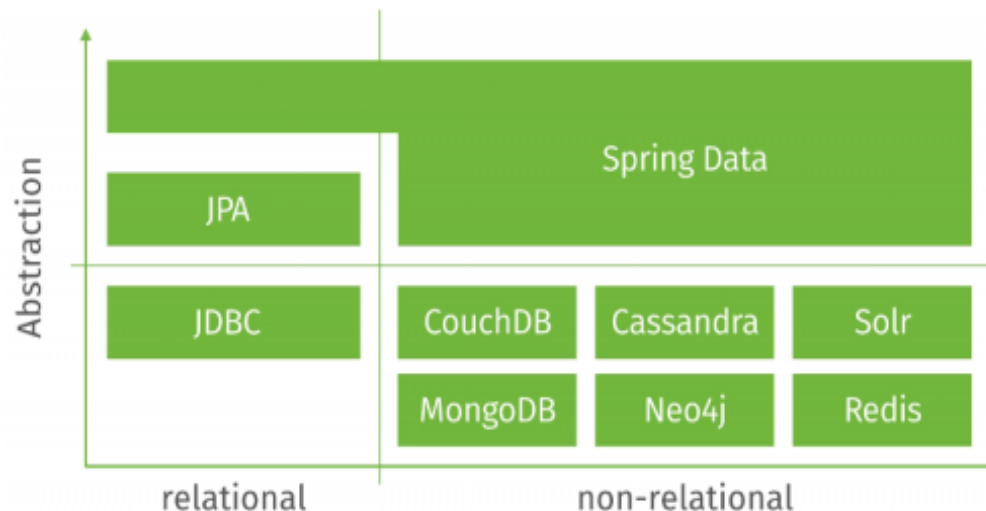 Abstraction
Spring Data
JPA
JDBC
CouchDB
Cassandra
Solr
MongoDB
Neo4j
Redis
relational
non-relational